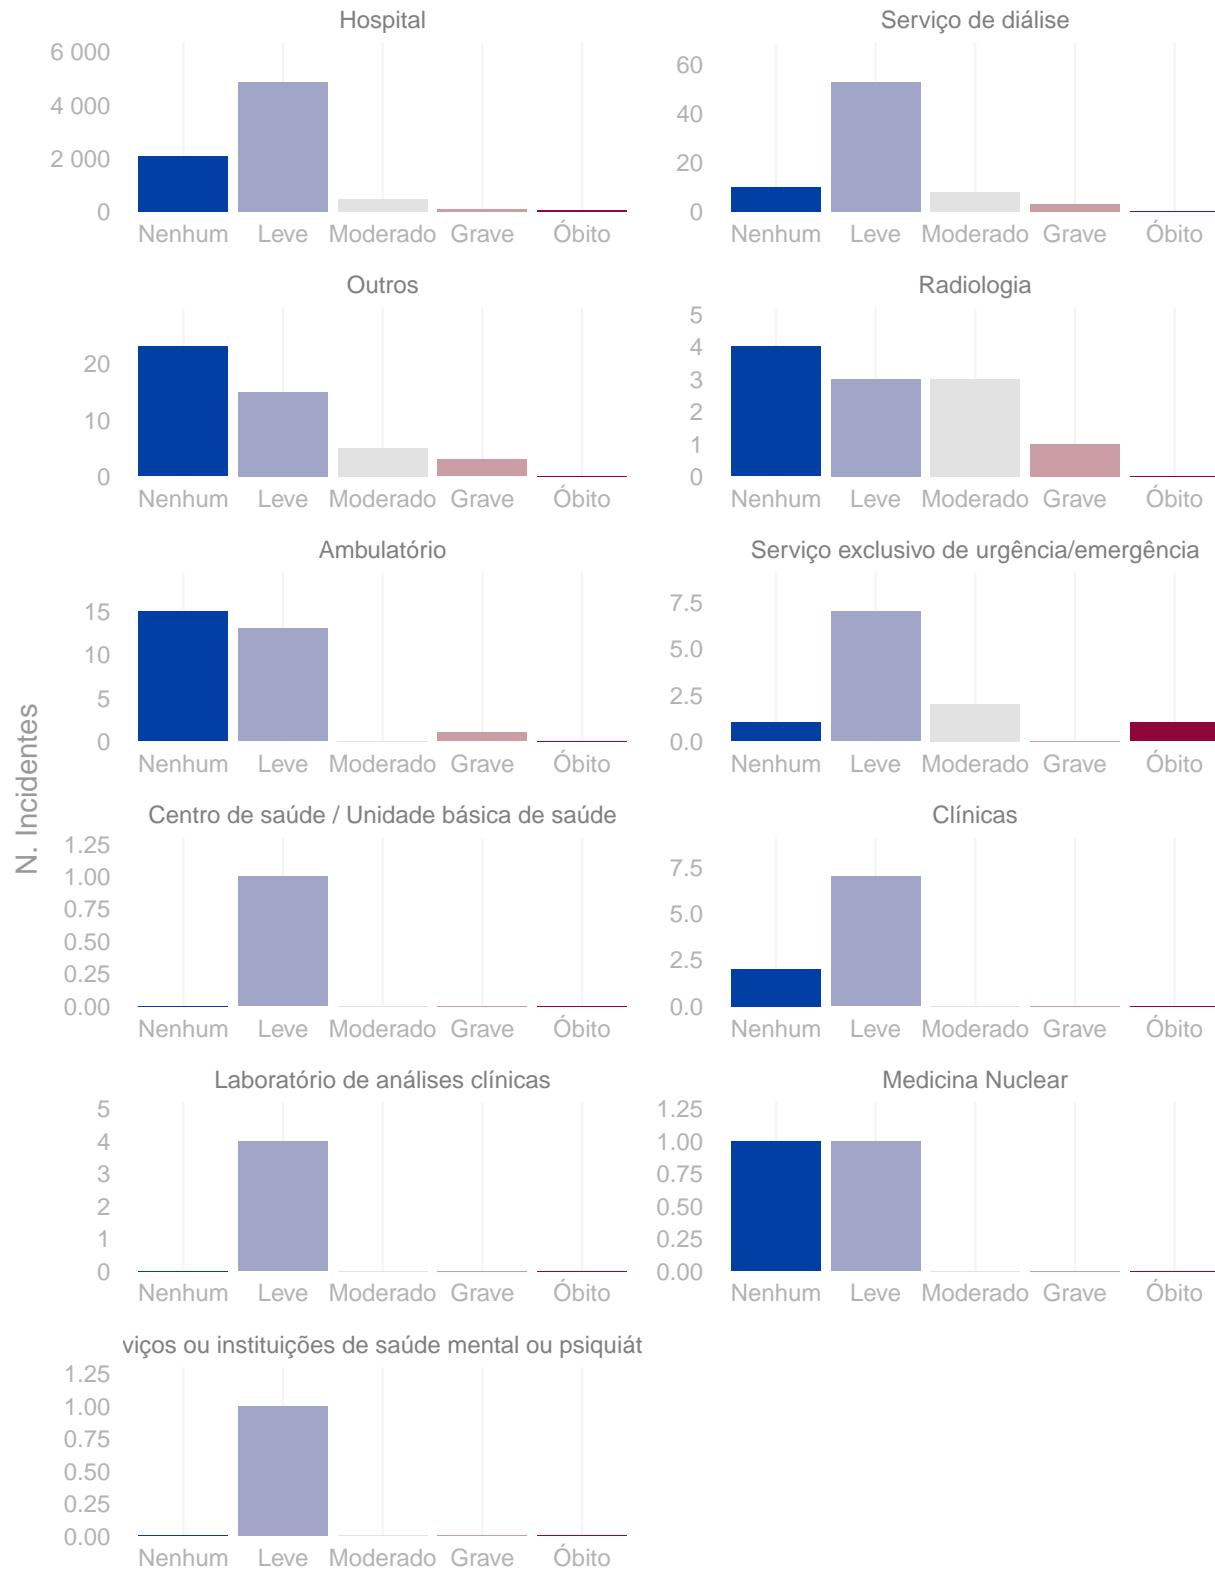 Hospital
6 000
4 000
2 000
0
Nenhum Leve Moderado Grave Óbito
Serviço de diálise
60
40
20
0
Nenhum Leve Moderado Grave Óbito
Outros
20
10
0
Nenhum Leve Moderado Grave Óbito
Radiologia
5
4
3
2
1
0
Nenhum Leve Moderado Grave Óbito
Ambulatório
15
10
5
0
Nenhum Leve Moderado Grave Óbito
Serviço exclusivo de urgência/emergência
7.5
5.0
2.5
0.0
Nenhum Leve Moderado Grave Óbito
N. Incidentes
Centro de saúde / Unidade básica de saúde
1.25
1.00
0.75
0.50
0.25
0.00
Nenhum Leve Moderado Grave Óbito
Clínicas
7.5
5.0
2.5
0.0
Nenhum Leve Moderado Grave Óbito
Laboratório de análises clínicas
5
4
3
2
1
0
Nenhum Leve Moderado Grave Óbito
Medicina Nuclear
1.25
1.00
0.75
0.50
0.25
0.00
Nenhum Leve Moderado Grave Óbito
viços ou instituições de saúde mental ou psiquiát
1.25
1.00
0.75
0.50
0.25
0.00
Nenhum Leve Moderado Grave Óbito